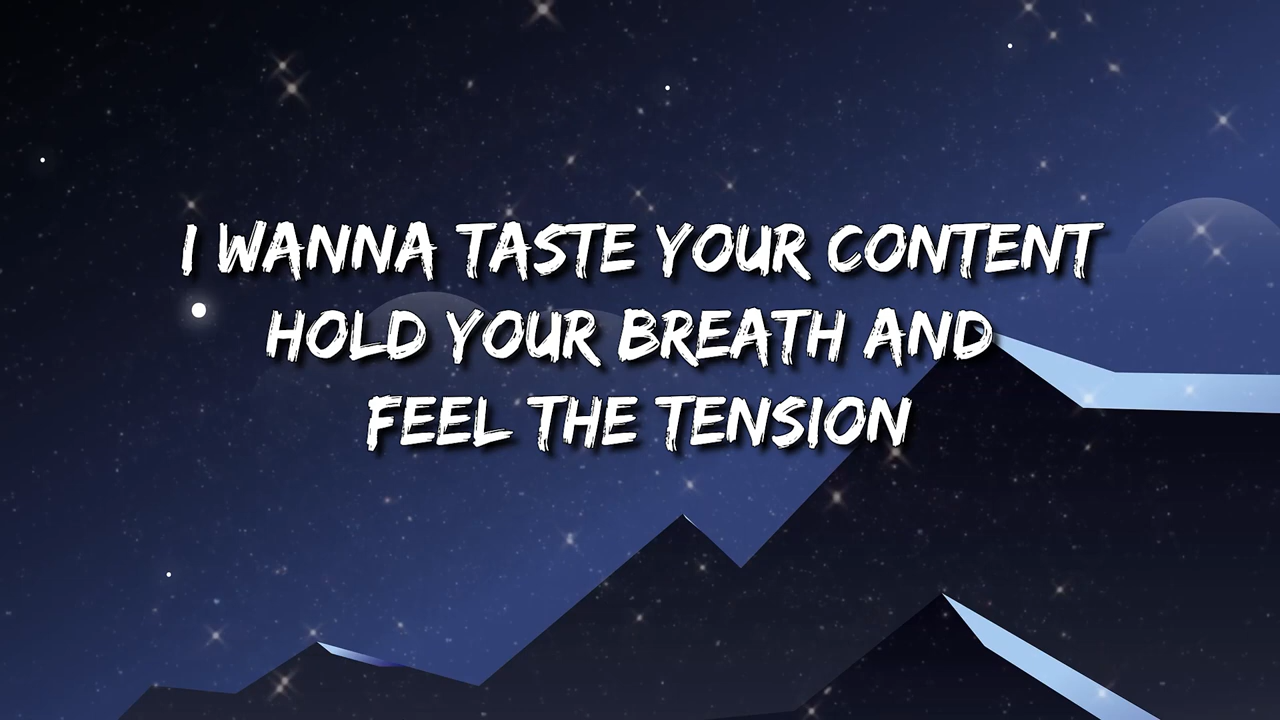 I WANNA TASTE YOUR CONTENT
HOLD YOUR BREATH AND
FEEL THE TENSION